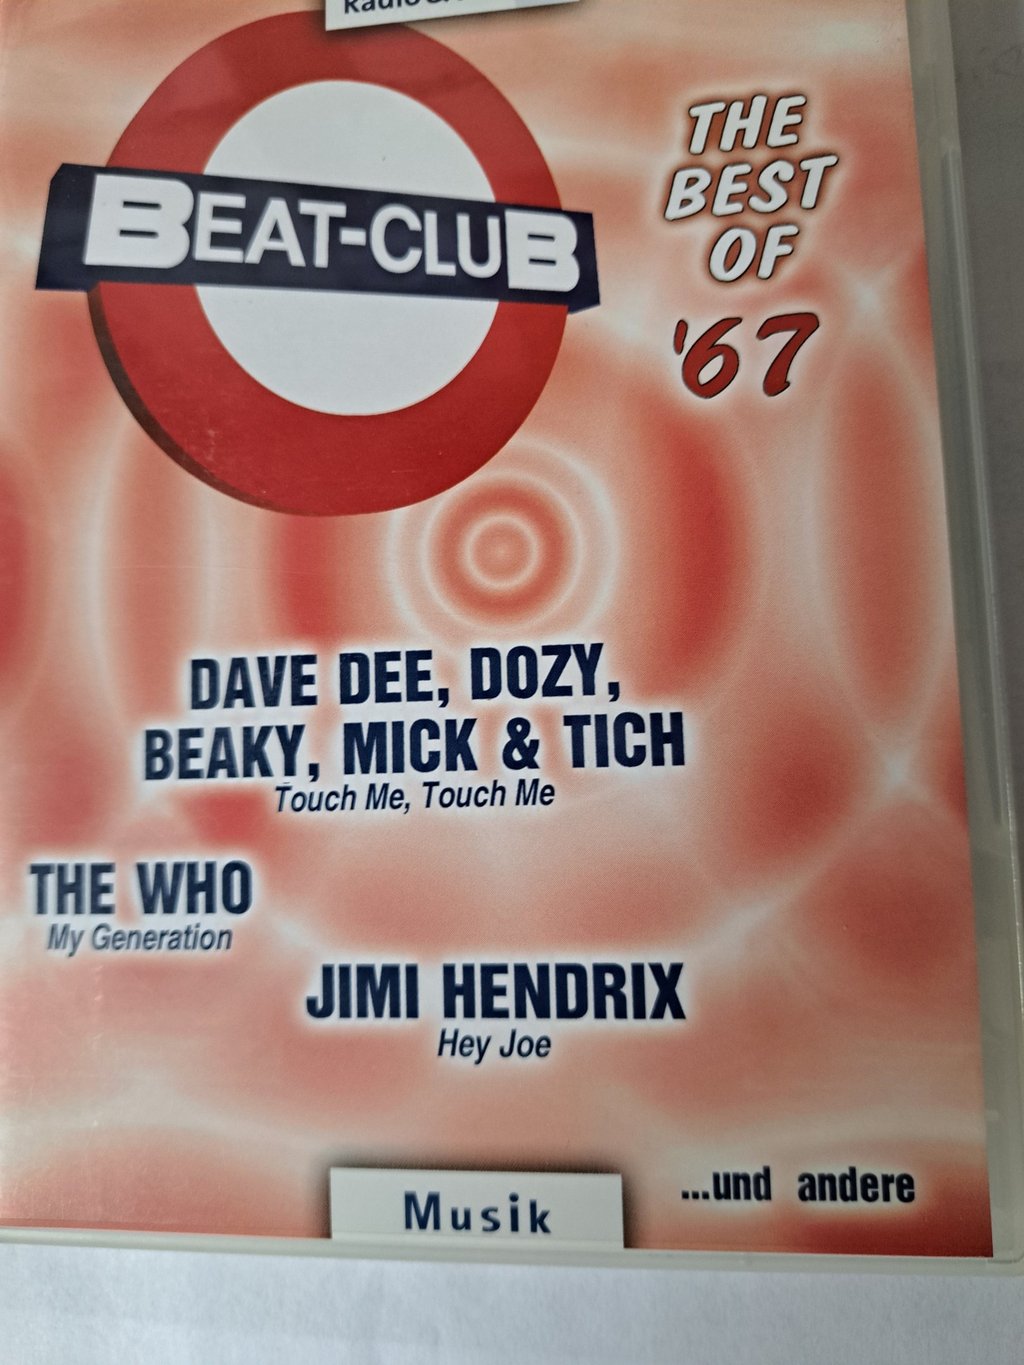 BEAT-CLUB
THE
BEST
OF
'67
DAVE DEE, DOZY,
BEAKY, MICK & TICH
Touch Me, Touch Me
THE WHO
My Generation
JIMI HENDRIX
Hey Joe
...und andere
Musik